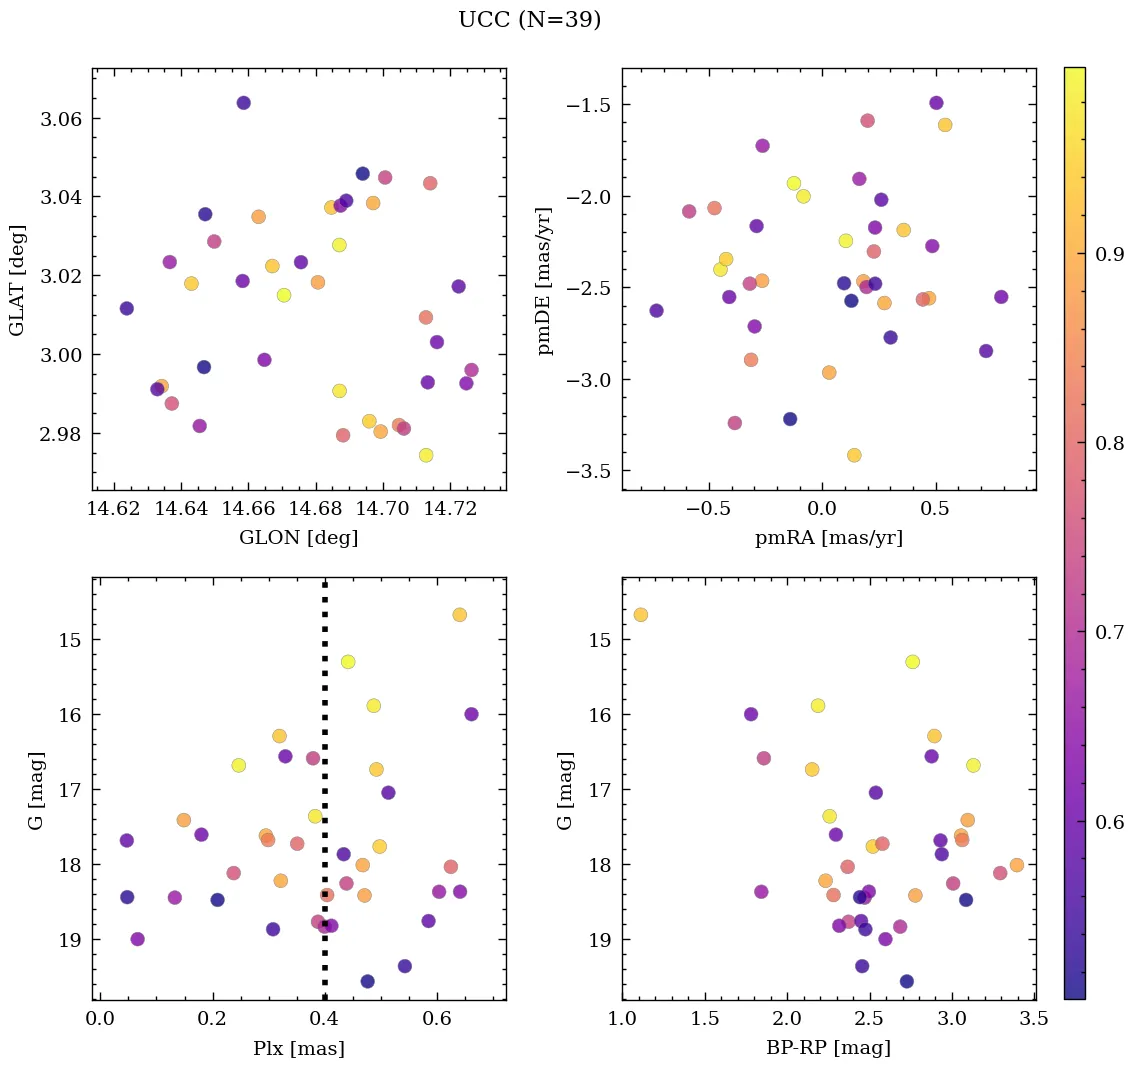 UCC (N=39)
3.06
3.04
3.02
3.00
2.98
GLAT [deg]
14.62 14.64 14.66 14.68 14.70 14.72
GLON [deg]
−1.5
−2.0
−2.5
−3.0
−3.5
pmDE [mas/yr]
−0.5 0.0 0.5
pmRA [mas/yr]
0.9
0.8
0.7
0.6
15
16
17
18
19
G [mag]
0.0 0.2 0.4 0.6
Plx [mas]
15
16
17
18
19
G [mag]
1.0 1.5 2.0 2.5 3.0 3.5
BP-RP [mag]